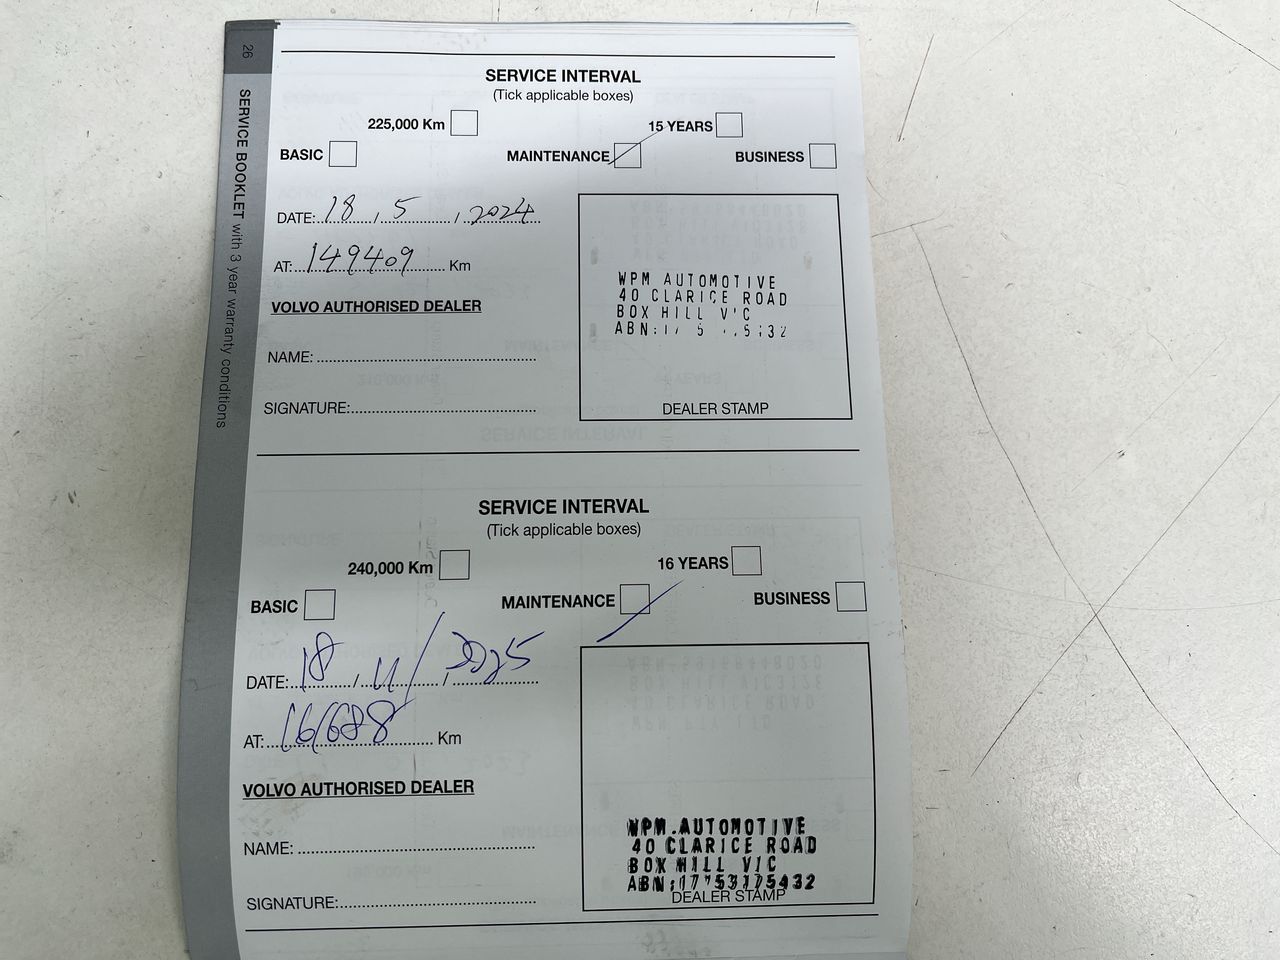 26
SERVICE BOOKLET with 3 year warranty conditions
SERVICE INTERVAL
(Tick applicable boxes)
225,000 Km 15 YEARS
BASIC MAINTENANCE BUSINESS
DATE: 18 / 5 / 2024
AT: 149409 Km
VOLVO AUTHORISED DEALER
NAME:
SIGNATURE:
WPM AUTOMOTIVE
40 CLARICE ROAD
BOX HILL VIC
ABN:
DEALER STAMP
SERVICE INTERVAL
(Tick applicable boxes)
240,000 Km 16 YEARS
BASIC MAINTENANCE BUSINESS
DATE: 18 / 11 / 2025
AT: 161688 Km
VOLVO AUTHORISED DEALER
NAME:
SIGNATURE:
WPM AUTOMOTIVE
40 CLARICE ROAD
BOX HILL VIC
ABN:17753175432
DEALER STAMP